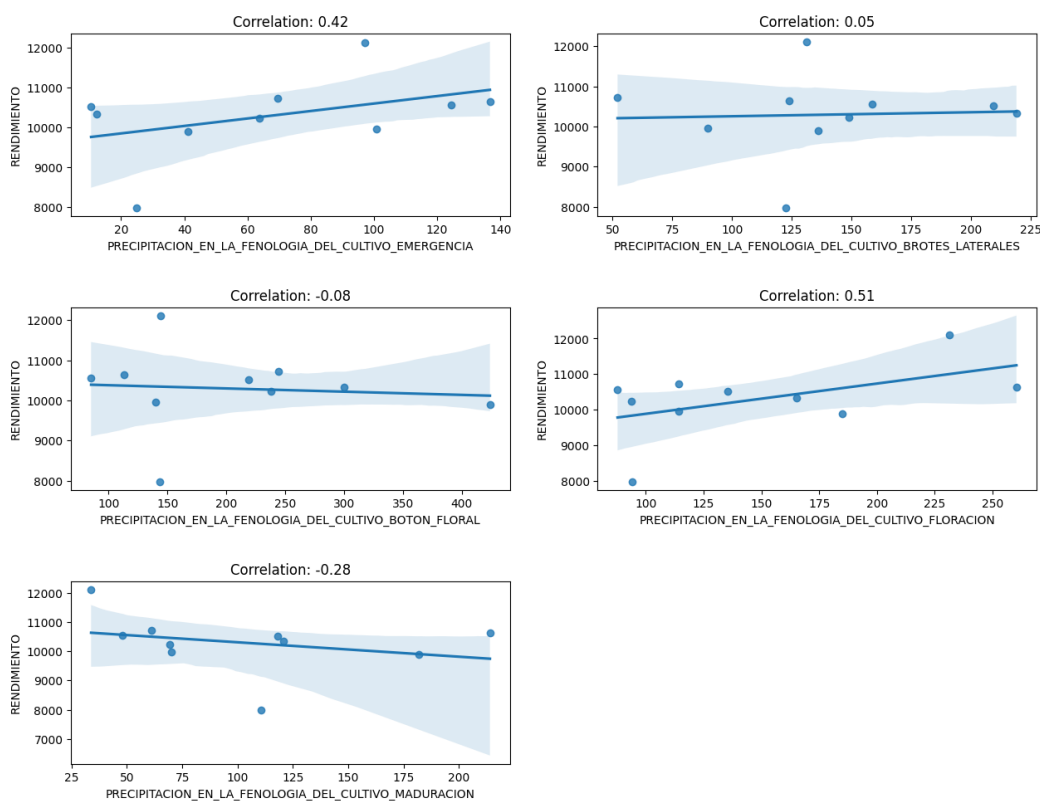 Correlation: 0.42
12000
11000
10000
9000
8000
RENDIMIENTO
20 40 60 80 100 120 140
PRECIPITACION_EN_LA_FENOLOGIA_DEL_CULTIVO_EMERGENCIA
Correlation: 0.05
12000
11000
10000
9000
8000
RENDIMIENTO
50 75 100 125 150 175 200 225
PRECIPITACION_EN_LA_FENOLOGIA_DEL_CULTIVO_BROTES_LATERALES
Correlation: -0.08
12000
11000
10000
9000
8000
RENDIMIENTO
100 150 200 250 300 350 400
PRECIPITACION_EN_LA_FENOLOGIA_DEL_CULTIVO_BOTON_FLORAL
Correlation: 0.51
12000
11000
10000
9000
8000
RENDIMIENTO
100 125 150 175 200 225 250
PRECIPITACION_EN_LA_FENOLOGIA_DEL_CULTIVO_FLORACION
Correlation: -0.28
12000
11000
10000
9000
8000
7000
RENDIMIENTO
25 50 75 100 125 150 175 200
PRECIPITACION_EN_LA_FENOLOGIA_DEL_CULTIVO_MADURACION